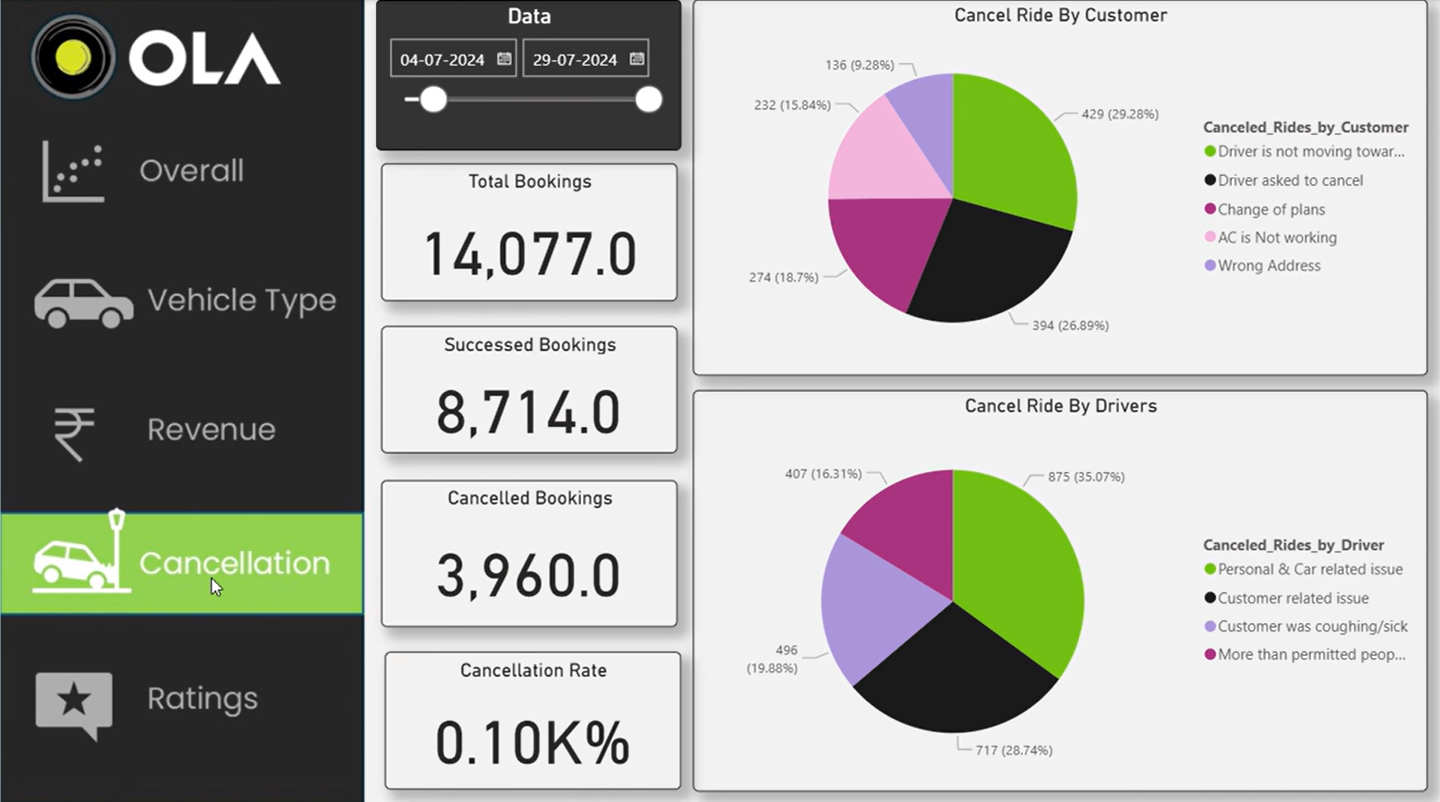 OLA
Overall
Vehicle Type
Revenue
Cancellation
Ratings
Data
04-07-2024
29-07-2024
Total Bookings
14,077.0
Successed Bookings
8,714.0
Cancelled Bookings
3,960.0
Cancellation Rate
0.10K%
Cancel Ride By Customer
136 (9.28%)
232 (15.84%)
429 (29.28%)
274 (18.7%)
394 (26.89%)
Canceled_Rides_by_Customer
Driver is not moving towar...
Driver asked to cancel
Change of plans
AC is Not working
Wrong Address
Cancel Ride By Drivers
407 (16.31%)
875 (35.07%)
496
(19.88%)
717 (28.74%)
Canceled_Rides_by_Driver
Personal & Car related issue
Customer related issue
Customer was coughing/sick
More than permitted peop...